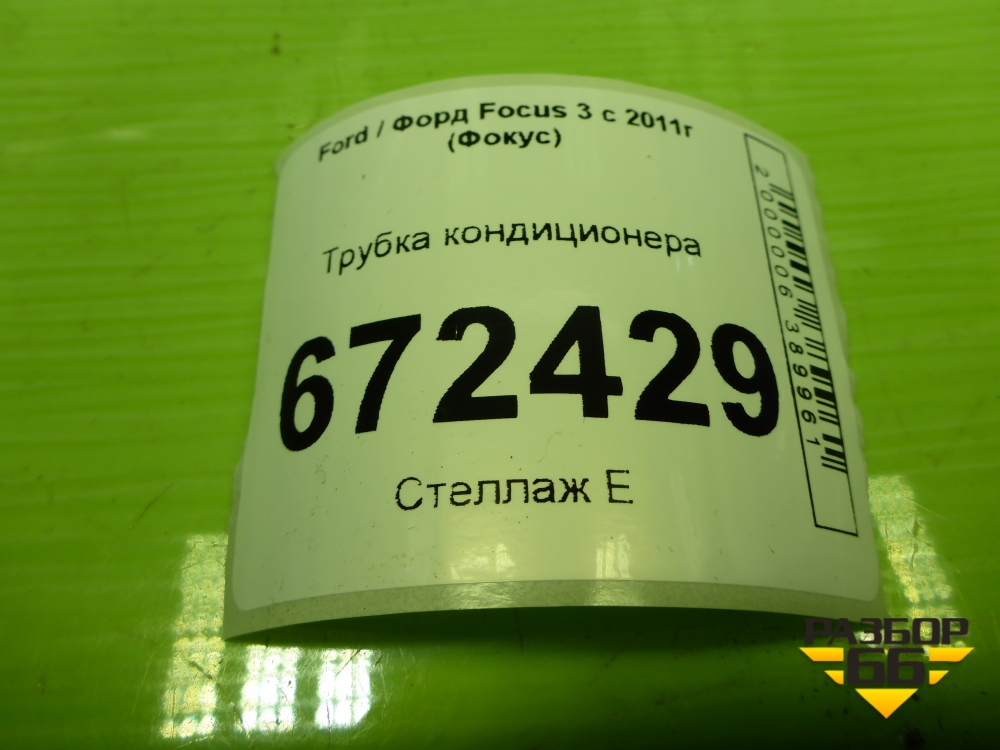 Ford / Форд Focus 3 с 2011г
(Фокус)
Трубка кондиционера
672429
Стеллаж Е
2000006389961
РАЗБОР
66